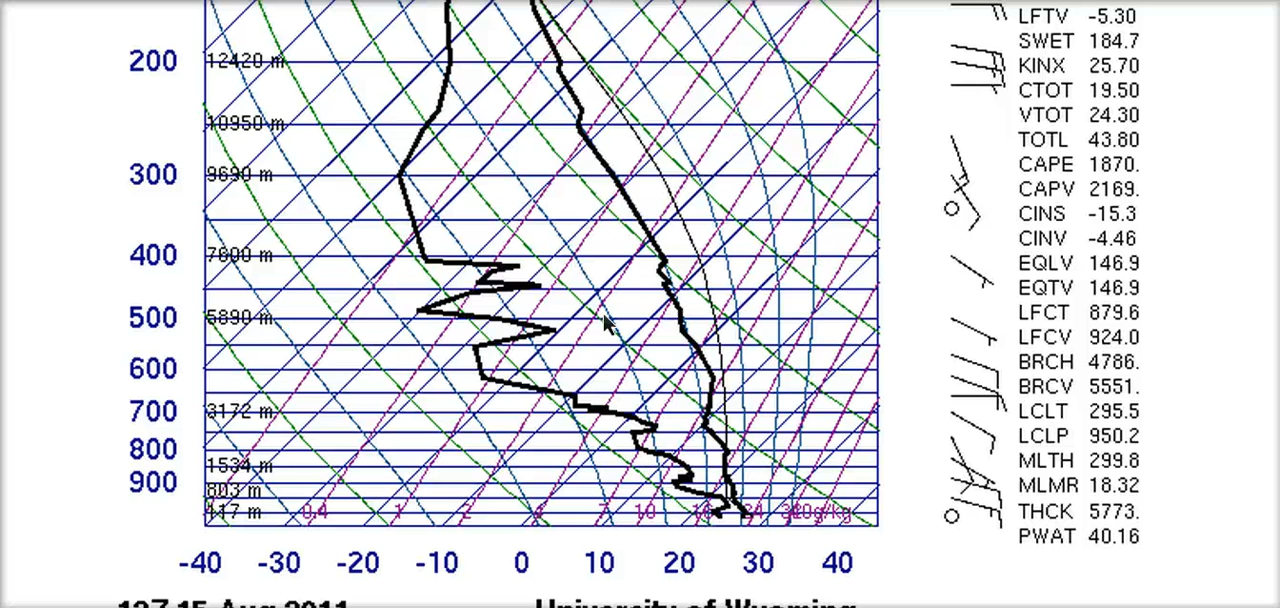 LFTV -5.30
SWET 184.7
200 12420 m KINX 25.70
CTOT 19.50
10950 m VTOT 24.30
TOTL 43.80
300 9690 m CAPE 1870.
CAPV 2169.
CINS -15.3
CINV -4.46
400 7600 m EQLV 146.9
EQTV 146.9
500 5890 m LFCT 879.6
LFCV 924.0
600 BRCH 4786.
BRCV 5551.
700 3172 m LCLT 295.5
800 LCLP 950.2
1534 m MLTH 299.8
900 803 m MLMR 18.32
117 m 0.4 1 2 4 7 10 16 24 32 40g/kg THCK 5773.
PWAT 40.16
-40 -30 -20 -10 0 10 20 30 40
12Z 15 Aug 2011 University of Wyoming